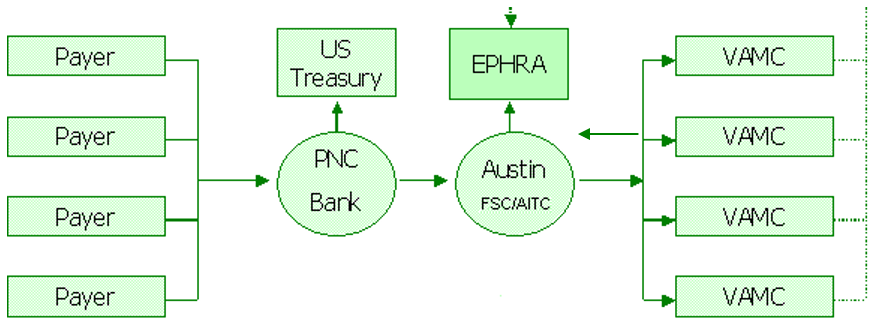 Payer
Payer
Payer
Payer
US
Treasury
PNC
Bank
EPHRA
Austin
FSC/AITC
VAMC
VAMC
VAMC
VAMC